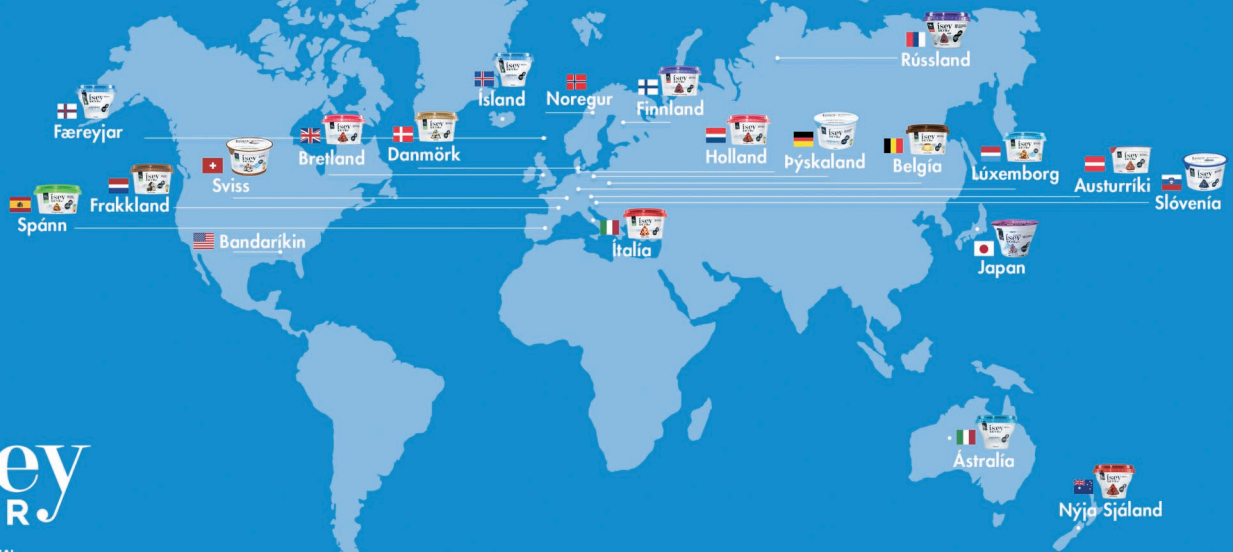 Rússland
Ísland
Noregur
Finnland
Færeyjar
Bretland
Danmörk
Holland
Þýskaland
Belgía
Lúxemborg
Austurríki
Slóvenía
Sviss
Frakkland
Spánn
Bandaríkin
Ítalía
Japan
Ástralía
Nýja Sjáland
ísey
ey
R